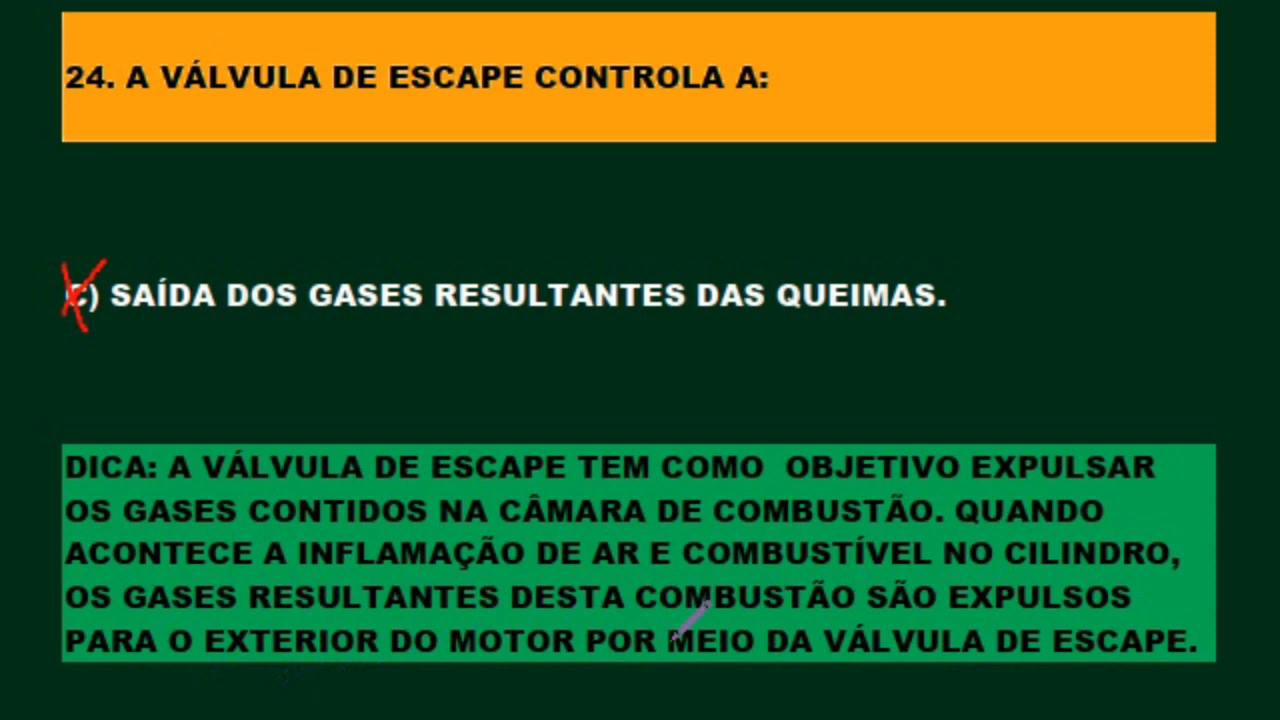 24. A VÁLVULA DE ESCAPE CONTROLA A:
C) SAÍDA DOS GASES RESULTANTES DAS QUEIMAS.
DICA: A VÁLVULA DE ESCAPE TEM COMO OBJETIVO EXPULSAR
OS GASES CONTIDOS NA CÂMARA DE COMBUSTÃO. QUANDO
ACONTECE A INFLAMAÇÃO DE AR E COMBUSTÍVEL NO CILINDRO,
OS GASES RESULTANTES DESTA COMBUSTÃO SÃO EXPULSOS
PARA O EXTERIOR DO MOTOR POR MEIO DA VÁLVULA DE ESCAPE.